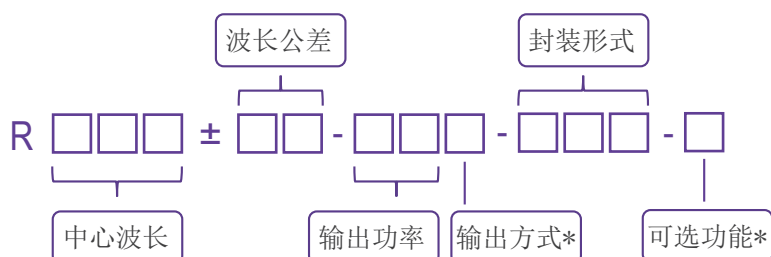 波长公差 封装形式
R □□□ ± □□ - □□□ - □□□ - □
中心波长 输出功率 输出方式* 可选功能*